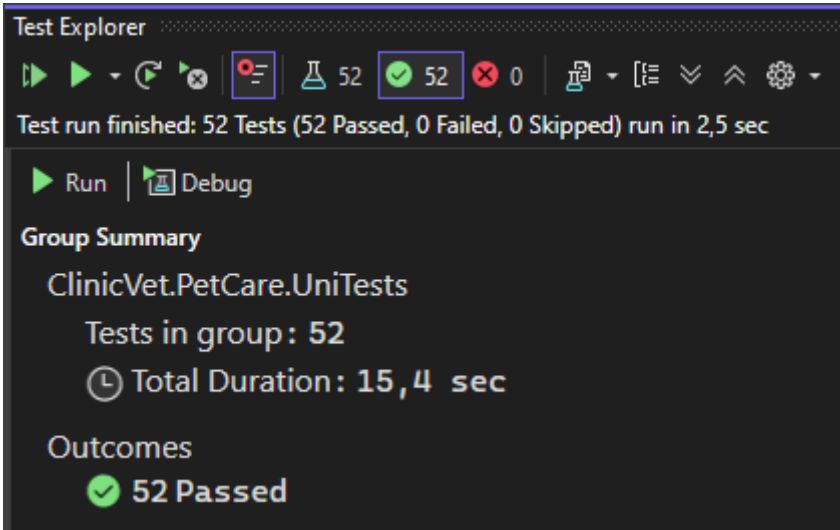 Test Explorer
52 52 0
Test run finished: 52 Tests (52 Passed, 0 Failed, 0 Skipped) run in 2,5 sec
Run Debug
Group Summary
ClinicVet.PetCare.UniTests
Tests in group: 52
Total Duration: 15,4 sec
Outcomes
52 Passed